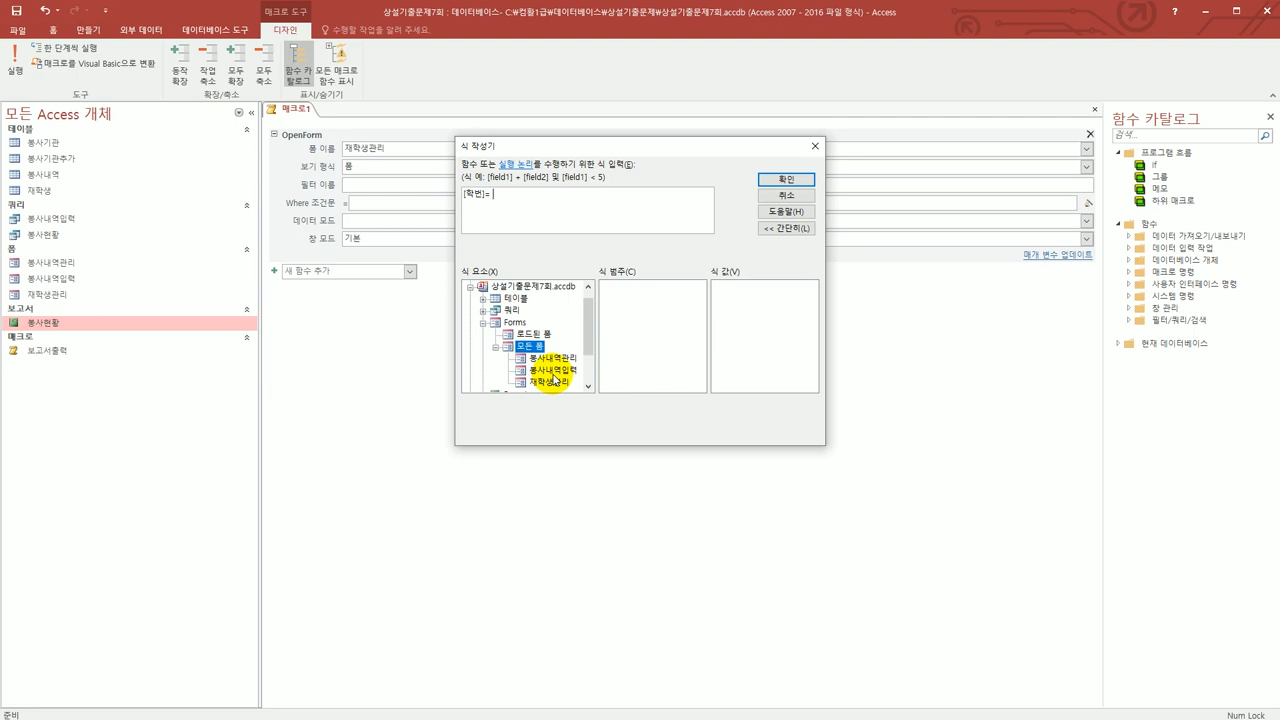 매크로 도구
상설기출문제7회 : 데이터베이스- C:₩컴활1급₩데이터베이스₩상설기출문제₩상설기출문제7회.accdb (Access 2007 - 2016 파일 형식) - Access
파일
홈
만들기
외부 데이터
데이터베이스 도구
디자인
수행할 작업을 알려 주세요.
실행
한 단계씩 실행
매크로를 Visual Basic으로 변환
도구
동작 확장
작업 축소
모두 확장
모두 축소
확장/축소
함수 카탈로그
모든 매크로 함수 표시
표시/숨기기
모든 Access 개체
테이블
봉사기관
봉사기관추가
봉사내역
재학생
쿼리
봉사내역입력
봉사현황
폼
봉사내역관리
봉사내역입력
재학생관리
보고서
봉사현황
매크로
보고서출력
매크로1
OpenForm
폼 이름 재학생관리
보기 형식 폼
필터 이름
Where 조건문 =
데이터 모드
창 모드 기본
매개 변수 업데이트
새 함수 추가
식 작성기
함수 또는 실행 논리를 수행하기 위한 식 입력(E):
(식 예: [field1] + [field2] 및 [field1] < 5)
[학번]=
확인
취소
도움말(H)
<< 간단히(L)
식 요소(X)
식 범주(C)
식 값(V)
상설기출문제7회.accdb
테이블
쿼리
Forms
로드된 폼
모든 폼
봉사내역관리
봉사내역입력
재학생관리
함수 카탈로그
검색...
프로그램 흐름
If
그룹
메모
하위 매크로
함수
데이터 가져오기/내보내기
데이터 입력 작업
데이터베이스 개체
매크로 명령
사용자 인터페이스 명령
시스템 명령
창 관리
필터/쿼리/검색
현재 데이터베이스
준비
Num Lock